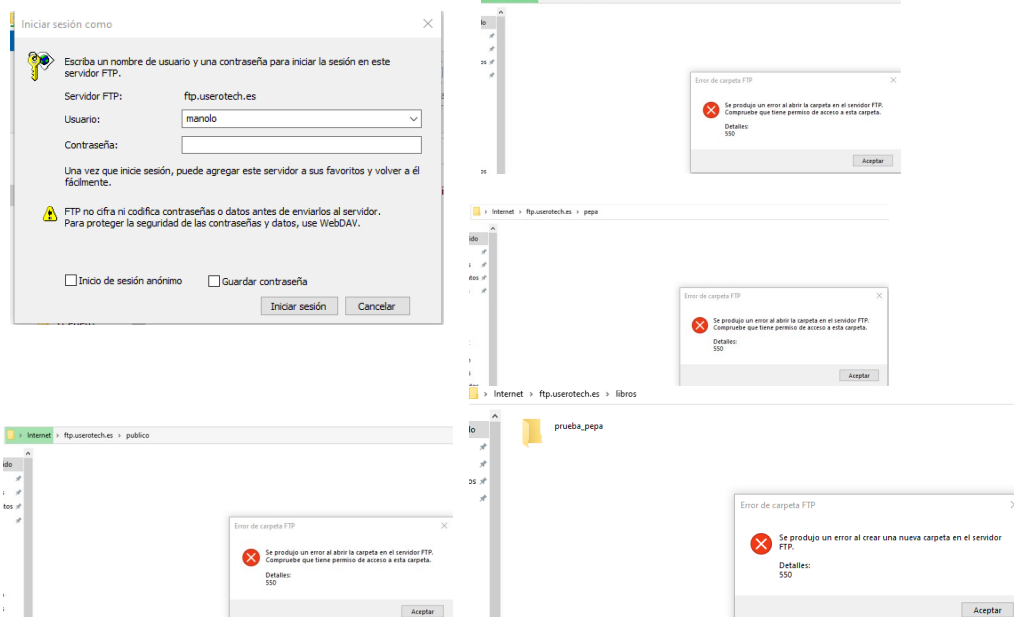 Iniciar sesión como
Escriba un nombre de usuario y una contraseña para iniciar la sesión en este
servidor FTP.
Servidor FTP: ftp.userotech.es
Usuario: manolo
Contraseña:
Una vez que inicie sesión, puede agregar este servidor a sus favoritos y volver a él
fácilmente.
FTP no cifra ni codifica contraseñas o datos antes de enviarlos al servidor.
Para proteger la seguridad de las contraseñas y datos, use WebDAV.
Inicio de sesión anónimo
Guardar contraseña
Iniciar sesión
Cancelar
Error de carpeta FTP
Se produjo un error al abrir la carpeta en el servidor FTP.
Compruebe que tiene permiso de acceso a esta carpeta.
Detalles:
550
Aceptar
Internet > ftp.userotech.es > pepa
Error de carpeta FTP
Se produjo un error al abrir la carpeta en el servidor FTP.
Compruebe que tiene permiso de acceso a esta carpeta.
Detalles:
550
Aceptar
Internet > ftp.userotech.es > publico
Error de carpeta FTP
Se produjo un error al abrir la carpeta en el servidor FTP.
Compruebe que tiene permiso de acceso a esta carpeta.
Detalles:
550
Aceptar
Internet > ftp.userotech.es > libros
prueba_pepa
Error de carpeta FTP
Se produjo un error al crear una nueva carpeta en el servidor
FTP.
Detalles:
550
Aceptar